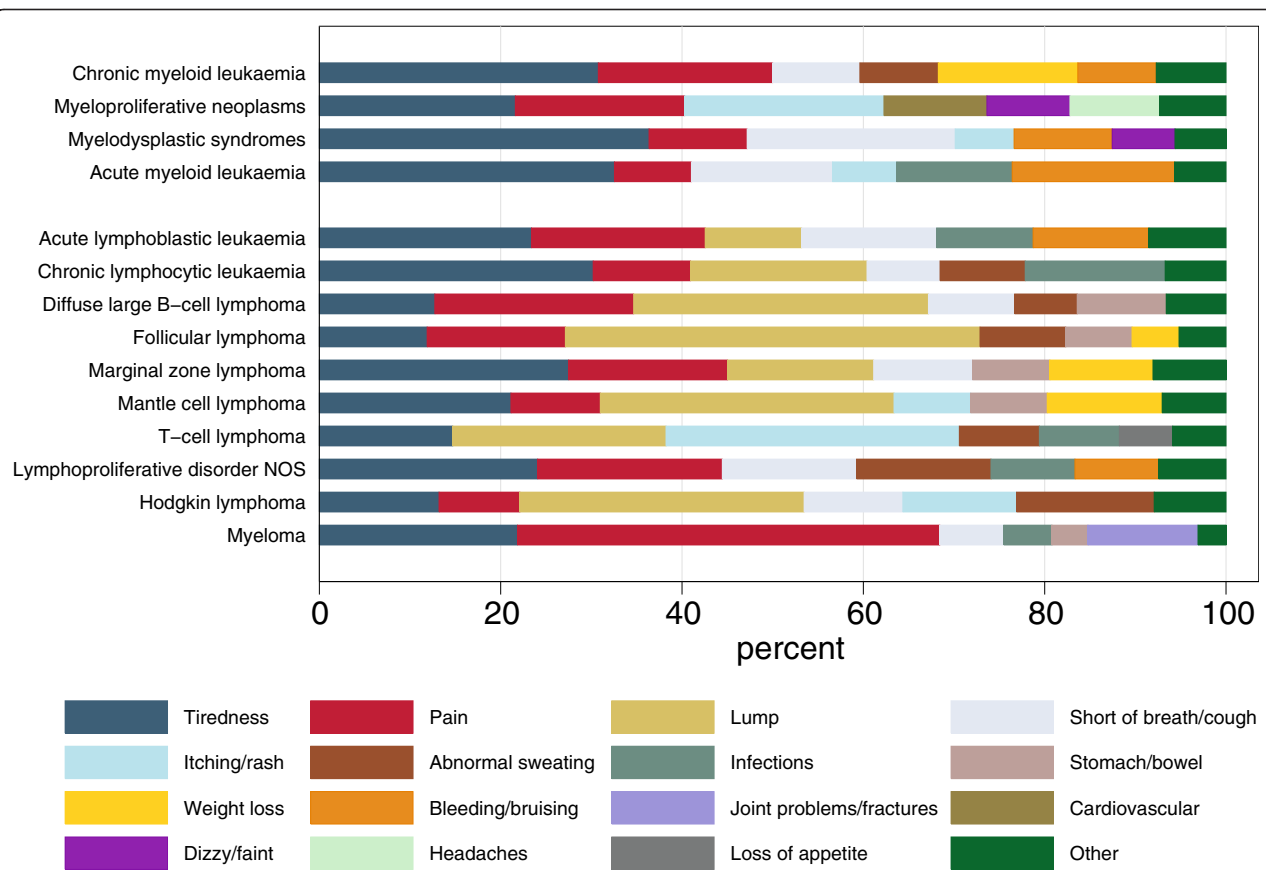 Chronic myeloid leukaemia
Myeloproliferative neoplasms
Myelodysplastic syndromes
Acute myeloid leukaemia
Acute lymphoblastic leukaemia
Chronic lymphocytic leukaemia
Diffuse large B−cell lymphoma
Follicular lymphoma
Marginal zone lymphoma
Mantle cell lymphoma
T−cell lymphoma
Lymphoproliferative disorder NOS
Hodgkin lymphoma
Myeloma
0 20 40 60 80 100
percent
Tiredness Pain Lump Short of breath/cough
Itching/rash Abnormal sweating Infections Stomach/bowel
Weight loss Bleeding/bruising Joint problems/fractures Cardiovascular
Dizzy/faint Headaches Loss of appetite Other